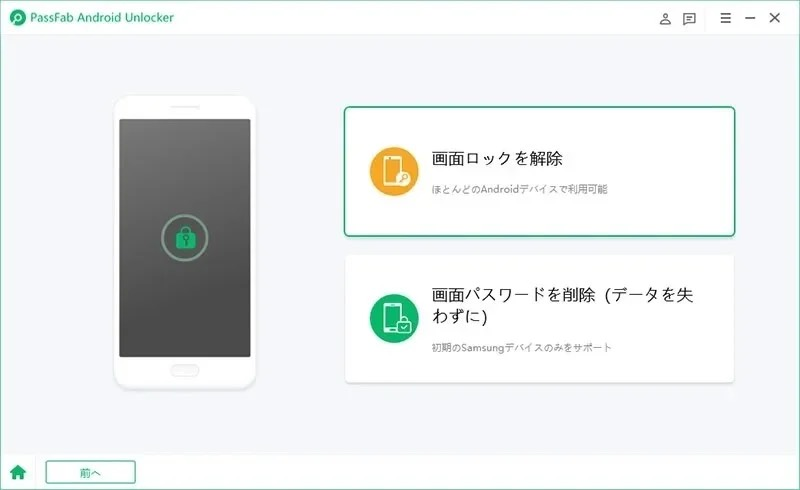 PassFab Android Unlocker
画面ロックを解除
ほとんどのAndroidデバイスで利用可能
画面パスワードを削除（データを失
わずに)
初期のSamsungデバイスのみをサポート
前へ